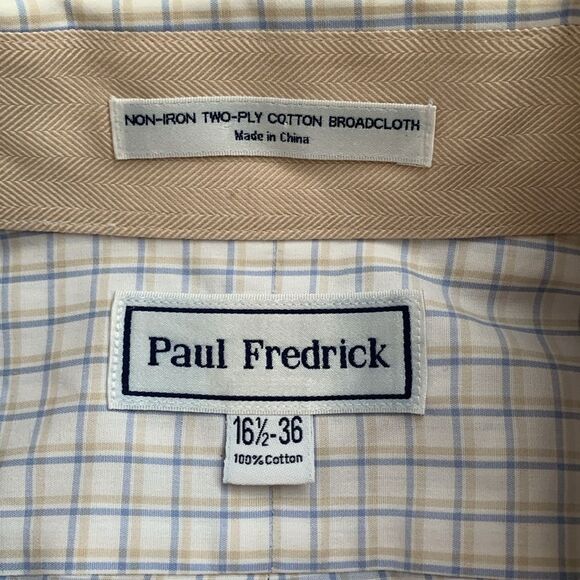 NON-IRON TWO-PLY COTTON BROADCLOTH
Made in China
Paul Fredrick
16½-36
100% Cotton